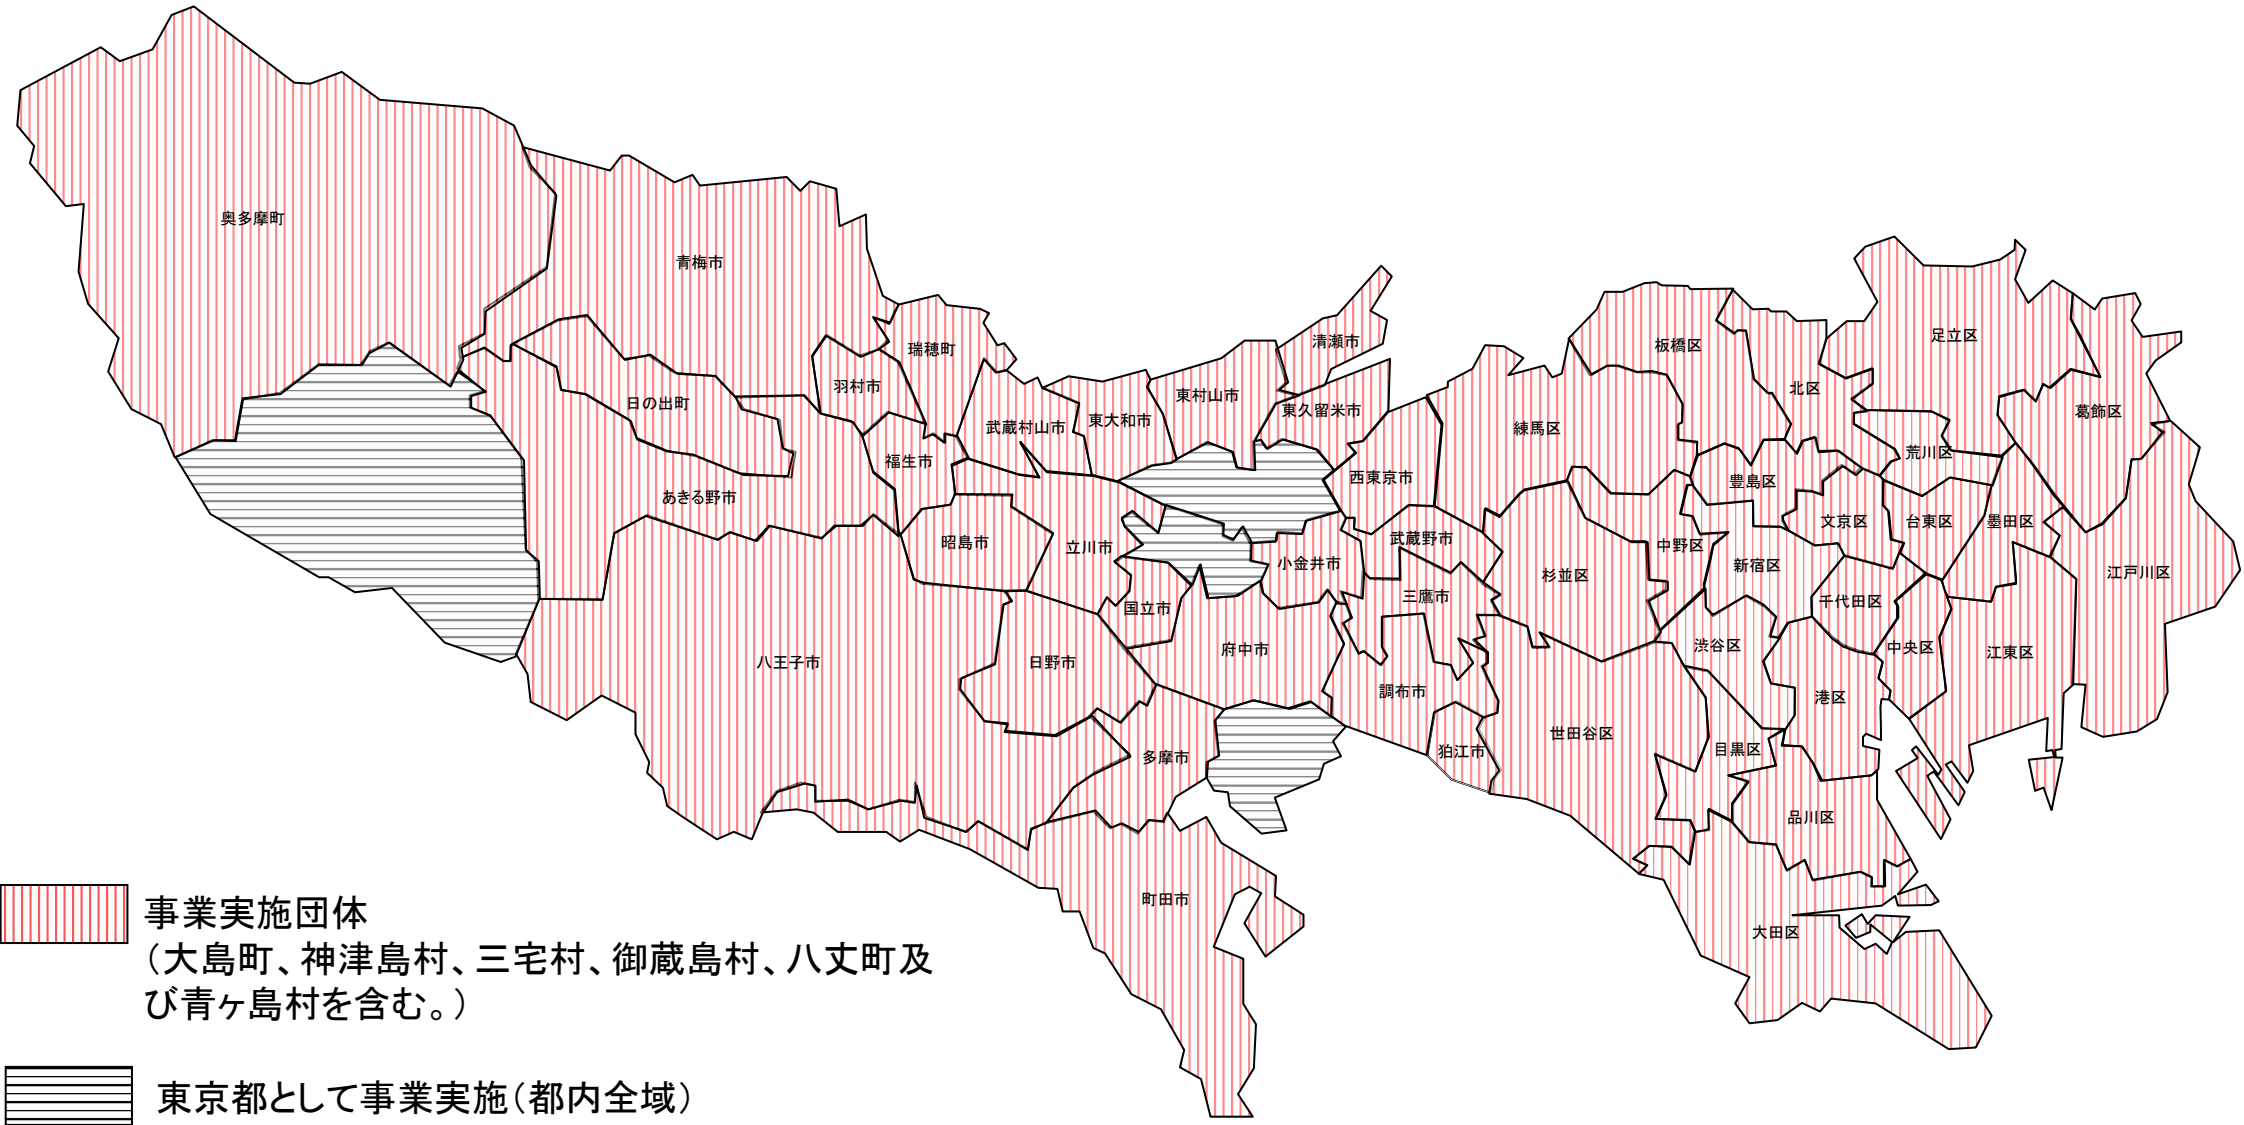 奥多摩町
青梅市
瑞穂町
羽村市
日の出町
福生市
あきる野市
武蔵村山市
東大和市
東村山市
清瀬市
東久留米市
西東京市
武蔵野市
昭島市
立川市
国立市
小金井市
三鷹市
府中市
調布市
狛江市
八王子市
日野市
多摩市
町田市
練馬区
板橋区
北区
足立区
葛飾区
荒川区
豊島区
文京区
台東区
墨田区
江戸川区
中野区
杉並区
新宿区
千代田区
渋谷区
中央区
江東区
港区
世田谷区
目黒区
品川区
大田区
事業実施団体
（大島町、神津島村、三宅村、御蔵島村、八丈町及
び青ヶ島村を含む。）
東京都として事業実施（都内全域）